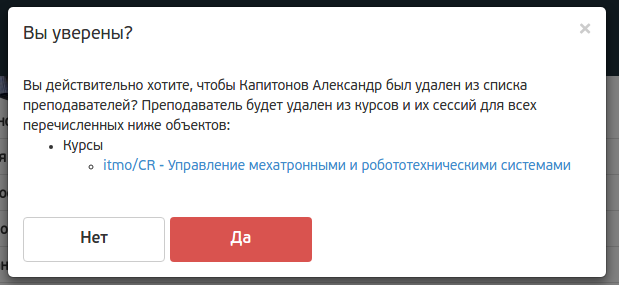 Вы уверены?
×
Вы действительно хотите, чтобы Капитонов Александр был удален из списка
преподавателей? Преподаватель будет удален из курсов и их сессий для всех
перечисленных ниже объектов:
Курсы
itmo/CR - Управление мехатронными и робототехническими системами
Нет
Да